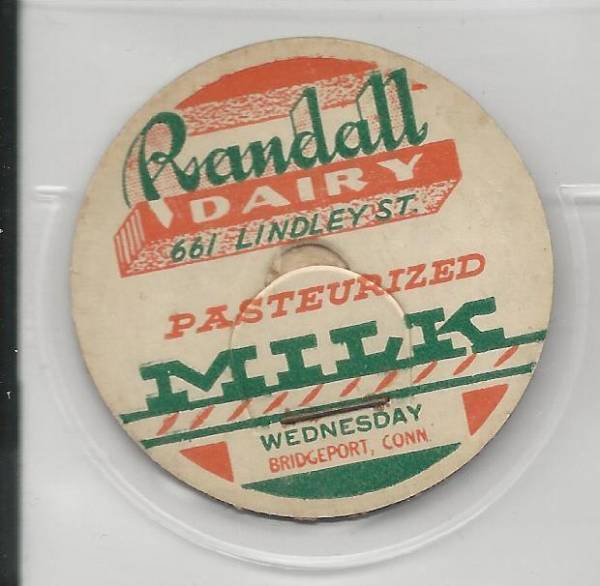 Randall
DAIRY
661 LINDLEY ST.
PASTEURIZED
MILK
WEDNESDAY
BRIDGEPORT, CONN.